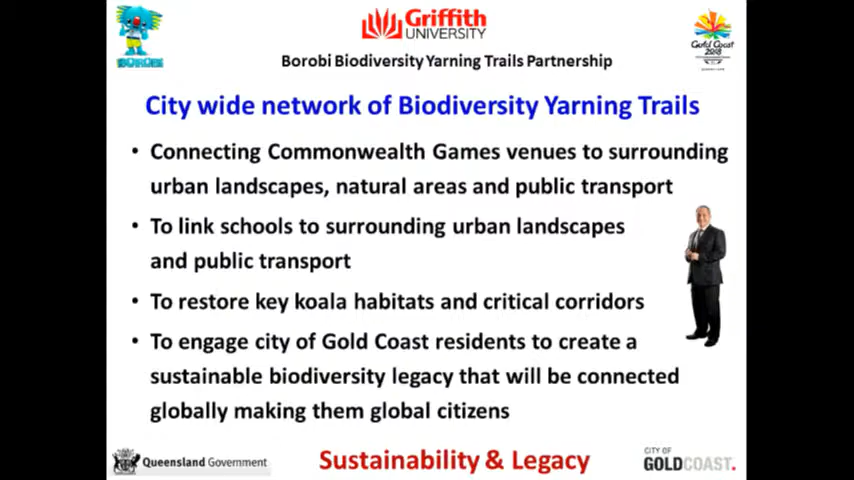 BOROBI
Griffith
UNIVERSITY
Gold Coast
2018
Borobi Biodiversity Yarning Trails Partnership
City wide network of Biodiversity Yarning Trails
• Connecting Commonwealth Games venues to surrounding
urban landscapes, natural areas and public transport
• To link schools to surrounding urban landscapes
and public transport
• To restore key koala habitats and critical corridors
• To engage city of Gold Coast residents to create a
sustainable biodiversity legacy that will be connected
globally making them global citizens
Queensland Government
Sustainability & Legacy
CITY OF
GOLDCOAST.